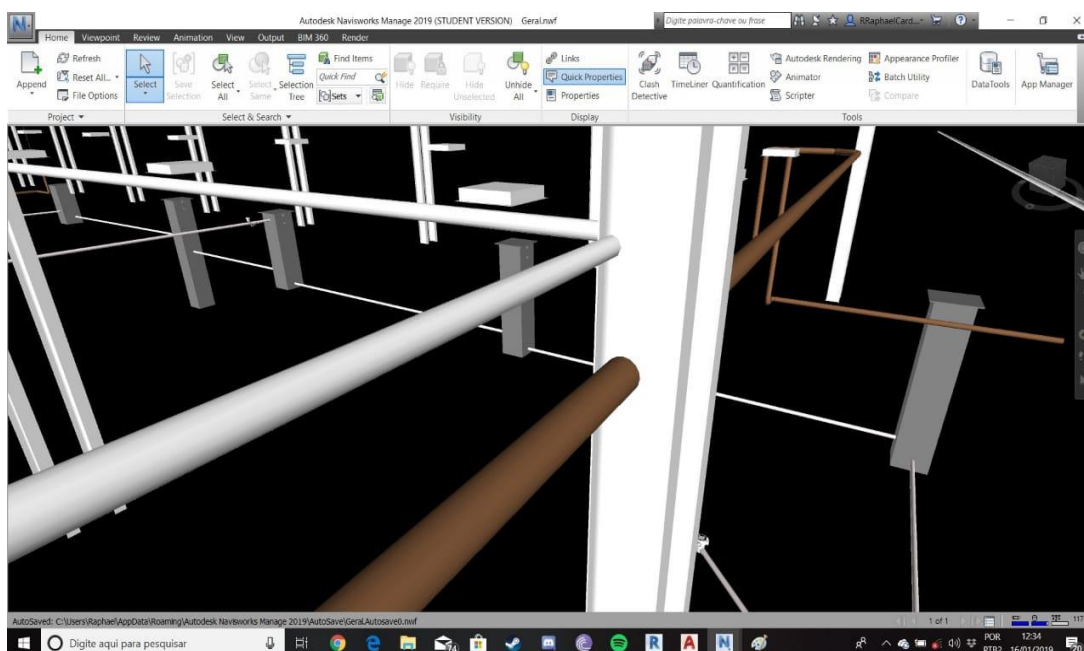 Autodesk Navisworks Manage 2019 (STUDENT VERSION) Geral.nwf
Digite palavra-chave ou frase
RRaphaelCard...
Home Viewpoint Review Animation View Output BIM 360 Render
Append
Refresh
Reset All...
File Options
Project
Select
Save Selection
Select All
Select Same
Selection Tree
Find Items
Quick Find
Sets
Select & Search
Hide
Require
Hide Unselected
Unhide All
Visibility
Links
Quick Properties
Properties
Display
Clash Detective
TimeLiner
Quantification
Autodesk Rendering
Animator
Scripter
Appearance Profiler
Batch Utility
Compare
Tools
DataTools
App Manager
AutoSaved: C:\Users\Raphael\AppData\Roaming\Autodesk Navisworks Manage 2019\AutoSave\Geral.Autosave0.nwf
1 of 1
117
Digite aqui para pesquisar
74
POR
PTB2
12:34
16/01/2019
20